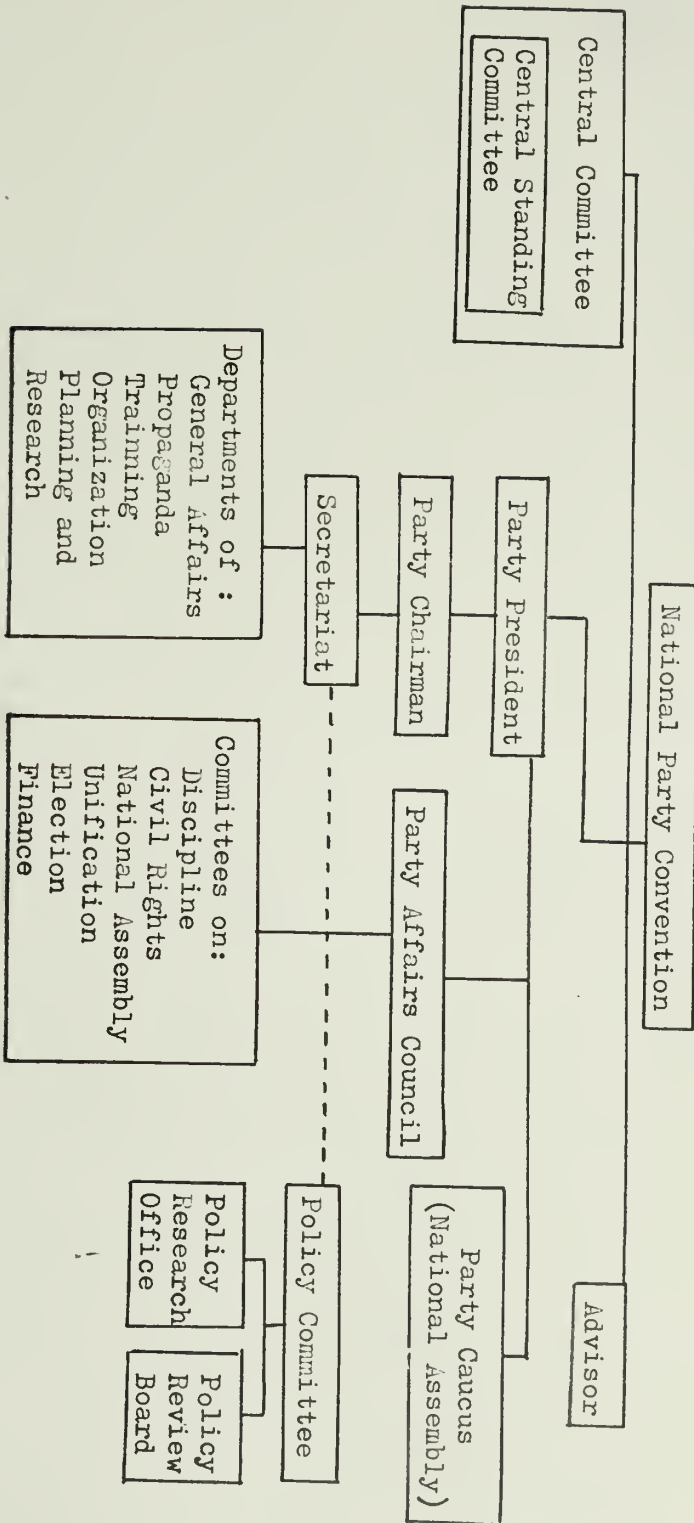 National Party Convention
Central Committee
Central Standing
Committee
Advisor
Party President
Party Chairman
Party Affairs Council
Party Caucus
(National Assembly)
Secretariat
Policy Committee
Departments of :
General Affairs
Propaganda
Trainning
Organization
Planning and
Research
Committees on:
Discipline
Civil Rights
National Assembly
Unification
Election
Finance
Policy
Research
Office
Policy
Review
Board